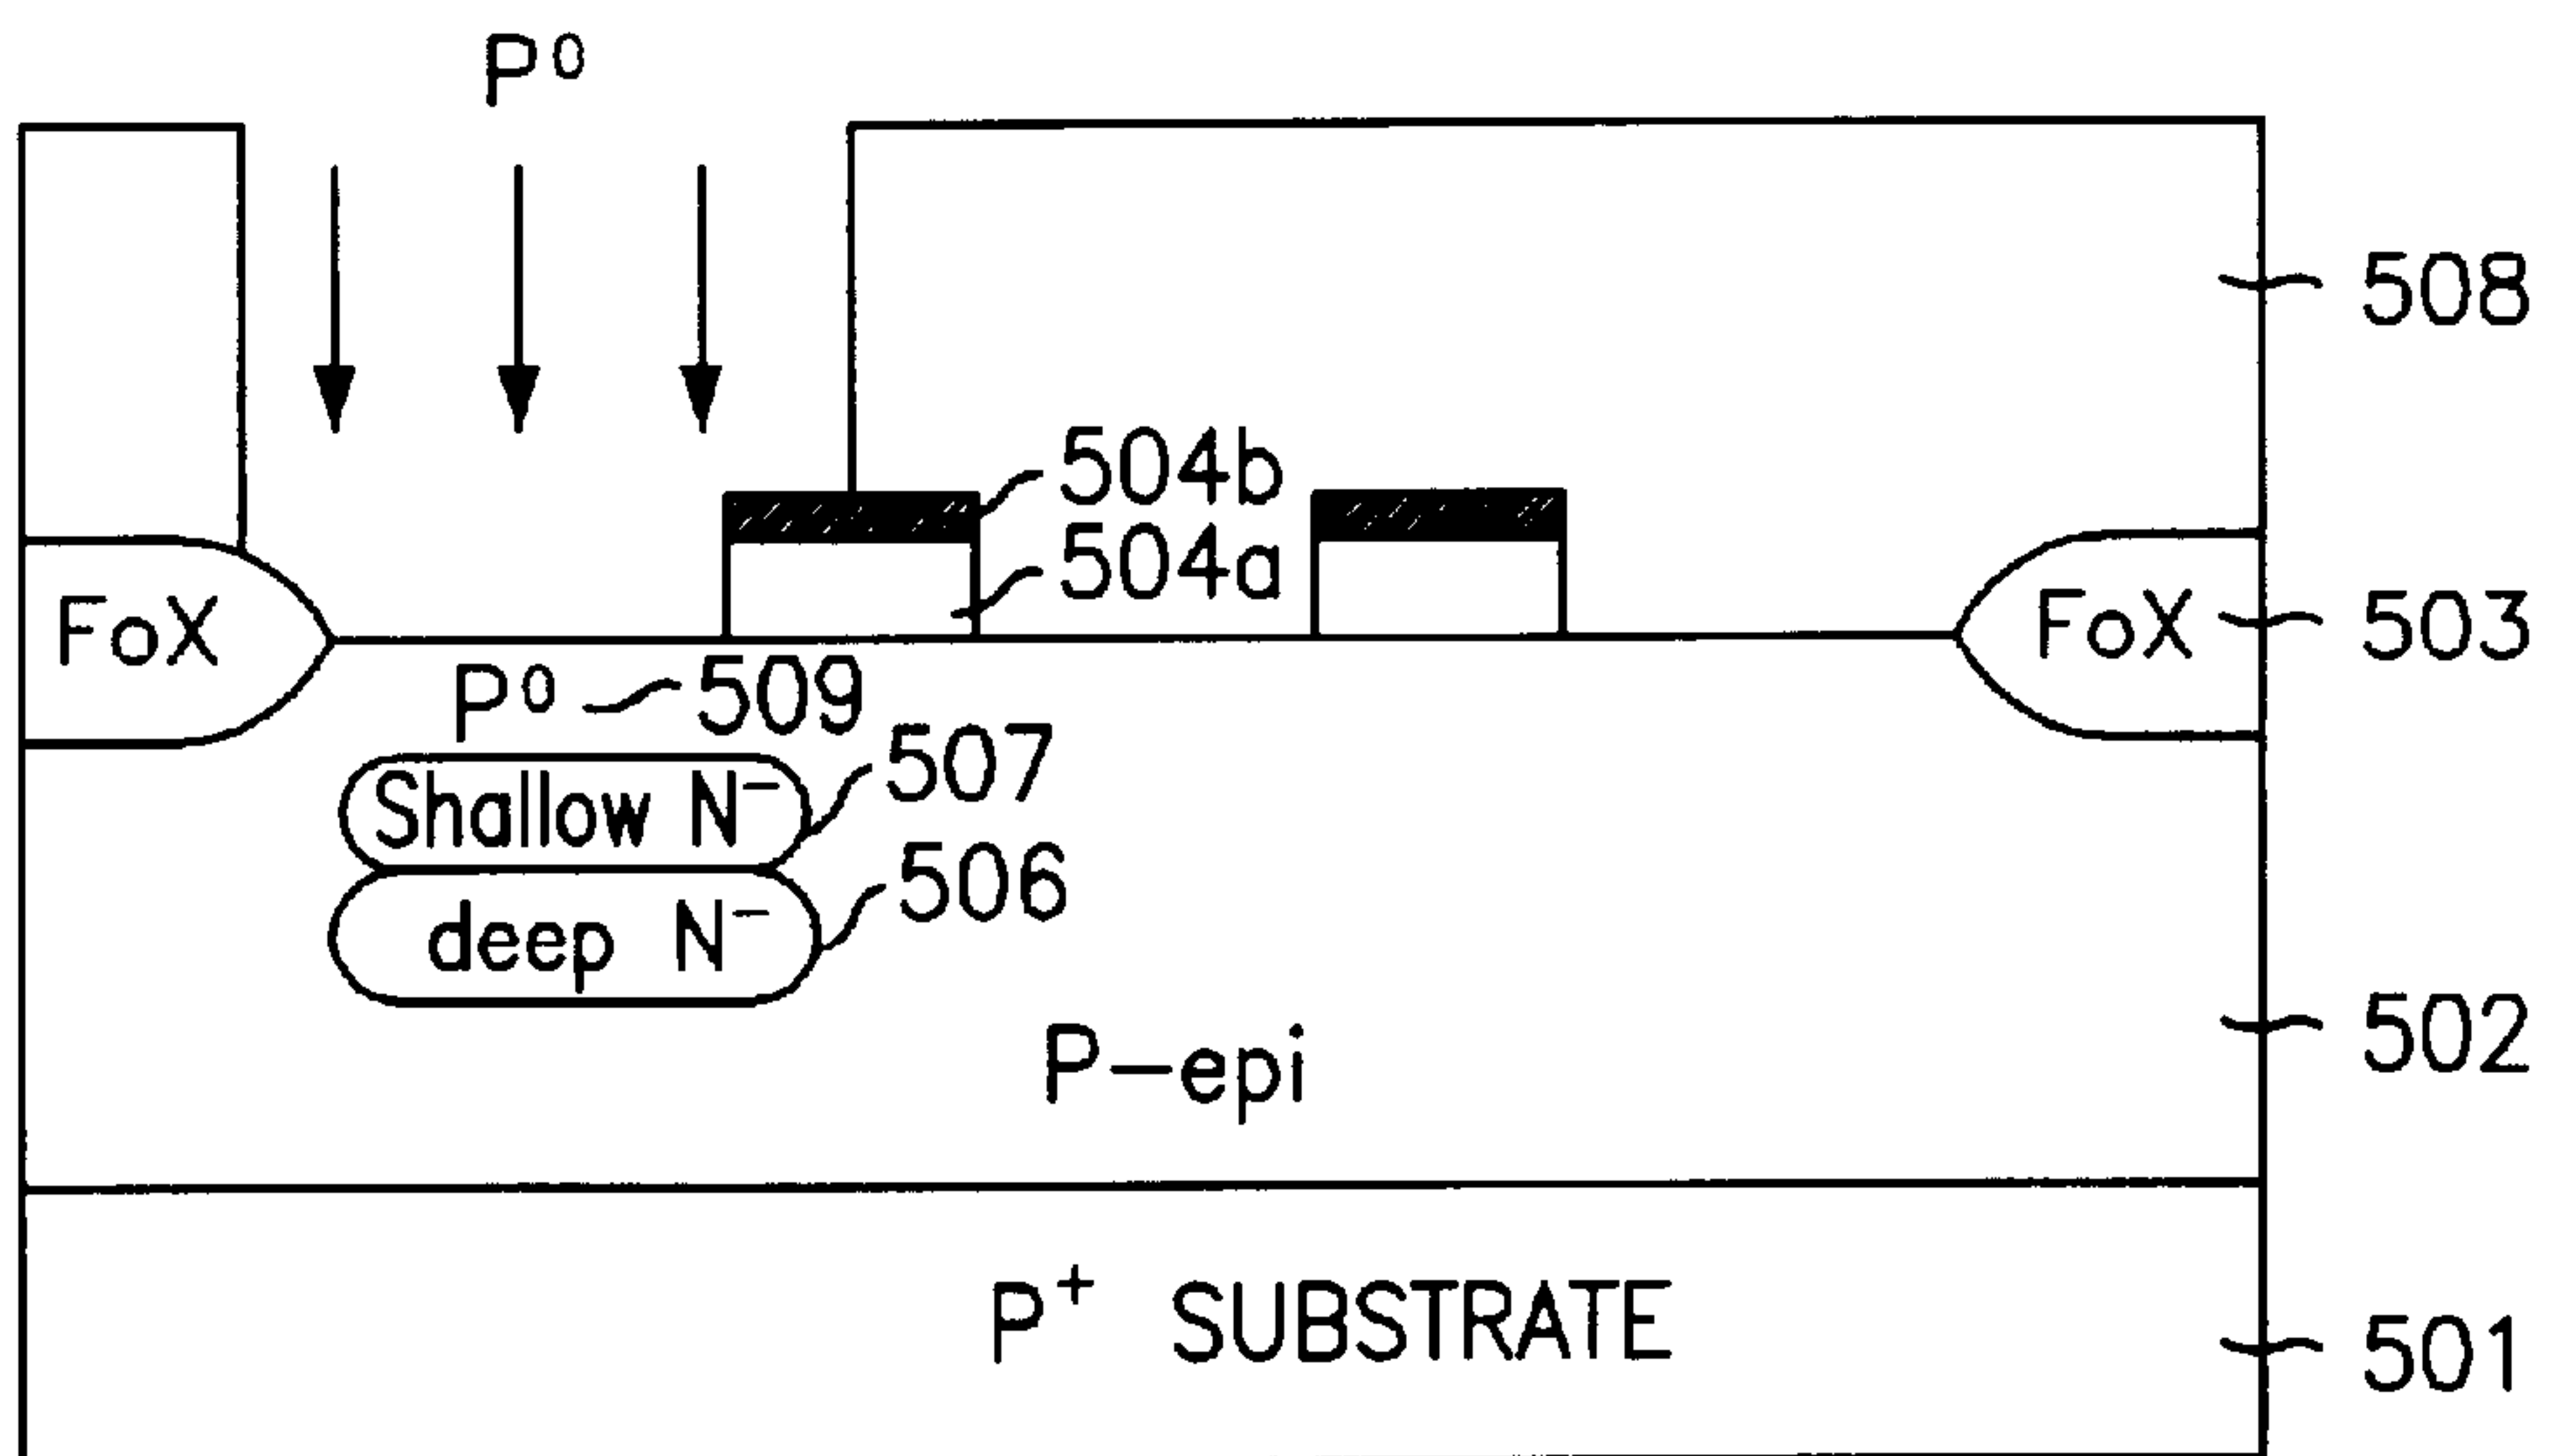 P⁰
508
504b
504a
FoX
FoX
503
P⁰
509
507
Shallow N⁻
506
deep N⁻
502
P-epi
P⁺ SUBSTRATE
501